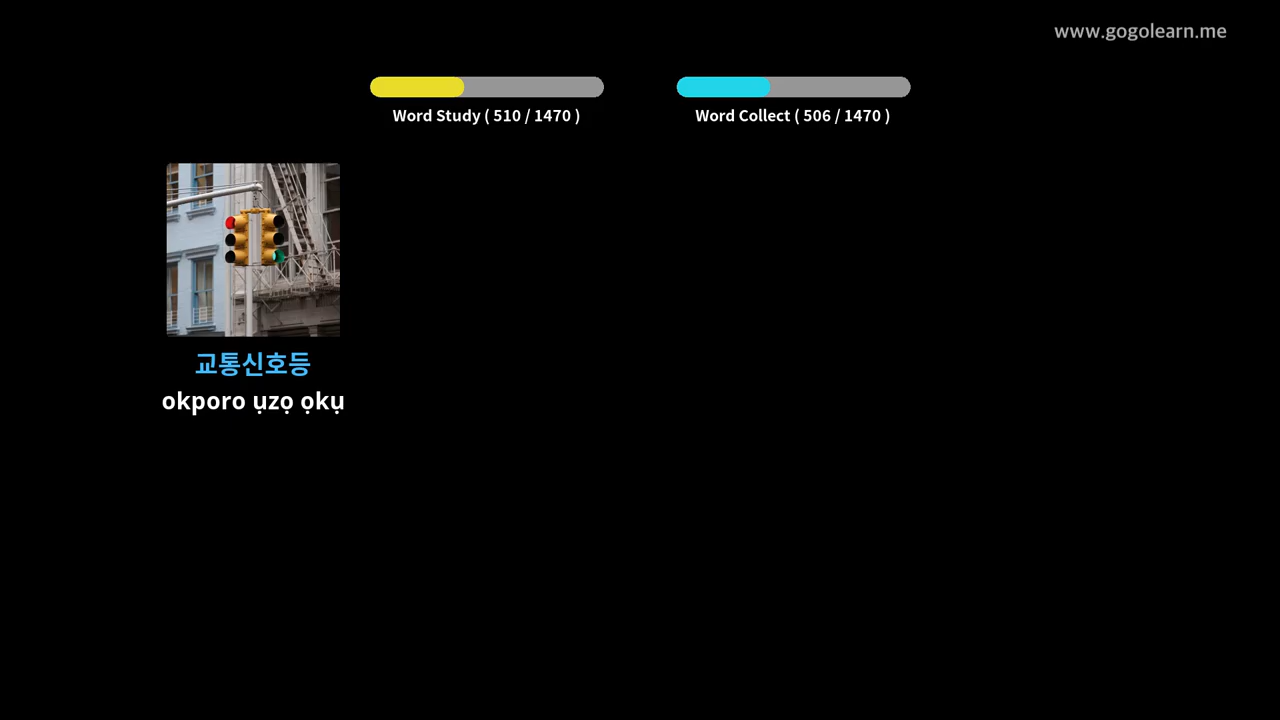 www.gogolearn.me
Word Study ( 510 / 1470 )
Word Collect ( 506 / 1470 )
교통신호등
okporo ụzọ ọkụ